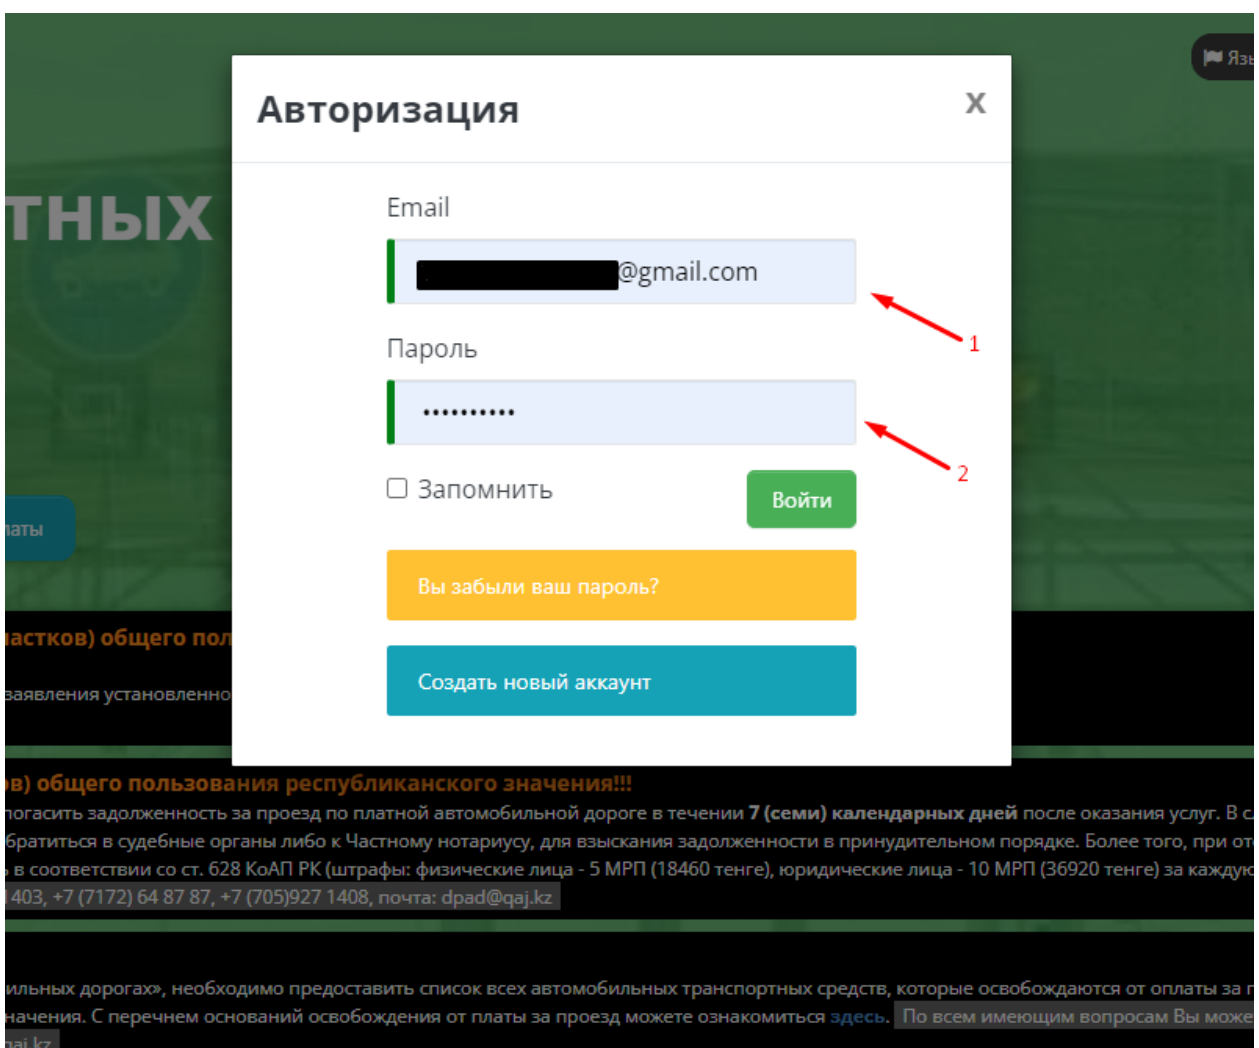 Авторизация
X
Email
@gmail.com
1
Пароль
2
Запомнить
Войти
Вы забыли ваш пароль?
Создать новый аккаунт
тных
латы
общего пол
заявления установленно
общего пользования республиканского значения!!!
погасить задолженность за проезд по платной автомобильной дороге в течении 7 (семи) календарных дней после оказания услуг. В
братиться в судебные органы либо к Частному нотариусу, для взыскания задолженности в принудительном порядке. Более того, при
в соответствии со ст. 628 КоАП РК (штрафы: физические лица - 5 МРП (18460 тенге), юридические лица - 10 МРП (36920 тенге) за каждую
1403, +7 (7172) 64 87 87, +7 (705)927 1408, почта: dpad@qaj.kz
ильных дорогах», необходимо предоставить список всех автомобильных транспортных средств, которые освобождаются от оплаты за
начения. С перечнем оснований освобождения от платы за проезд можете ознакомиться здесь. По всем имеющим вопросам Вы може
qaj.kz